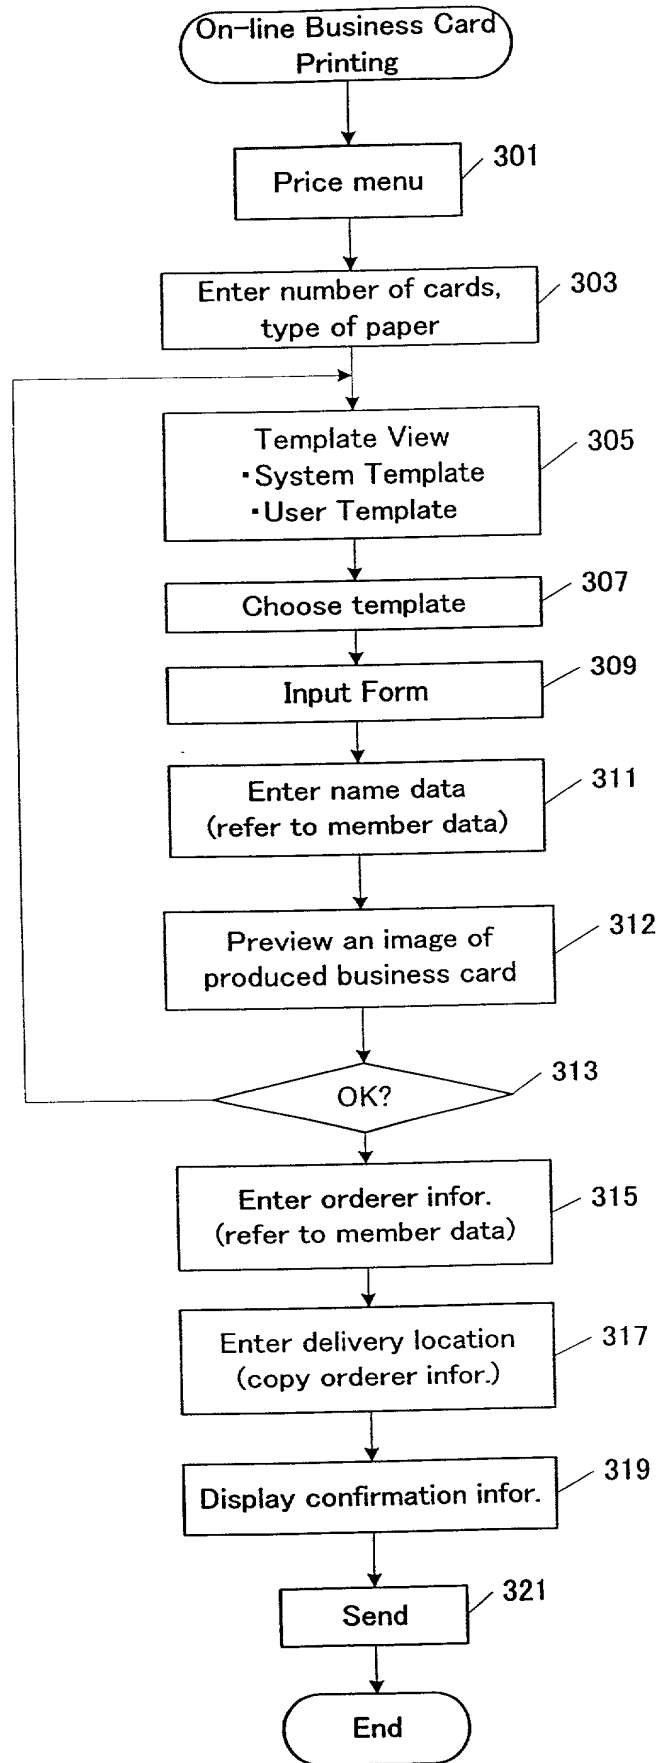 On-line Business Card
Printing
Price menu
301
Enter number of cards,
type of paper
303
Template View
・System Template
・User Template
305
Choose template
307
Input Form
309
Enter name data
(refer to member data)
311
Preview an image of
produced business card
312
OK?
313
Enter orderer infor.
(refer to member data)
315
Enter delivery location
(copy orderer infor.)
317
Display confirmation infor.
319
Send
321
End